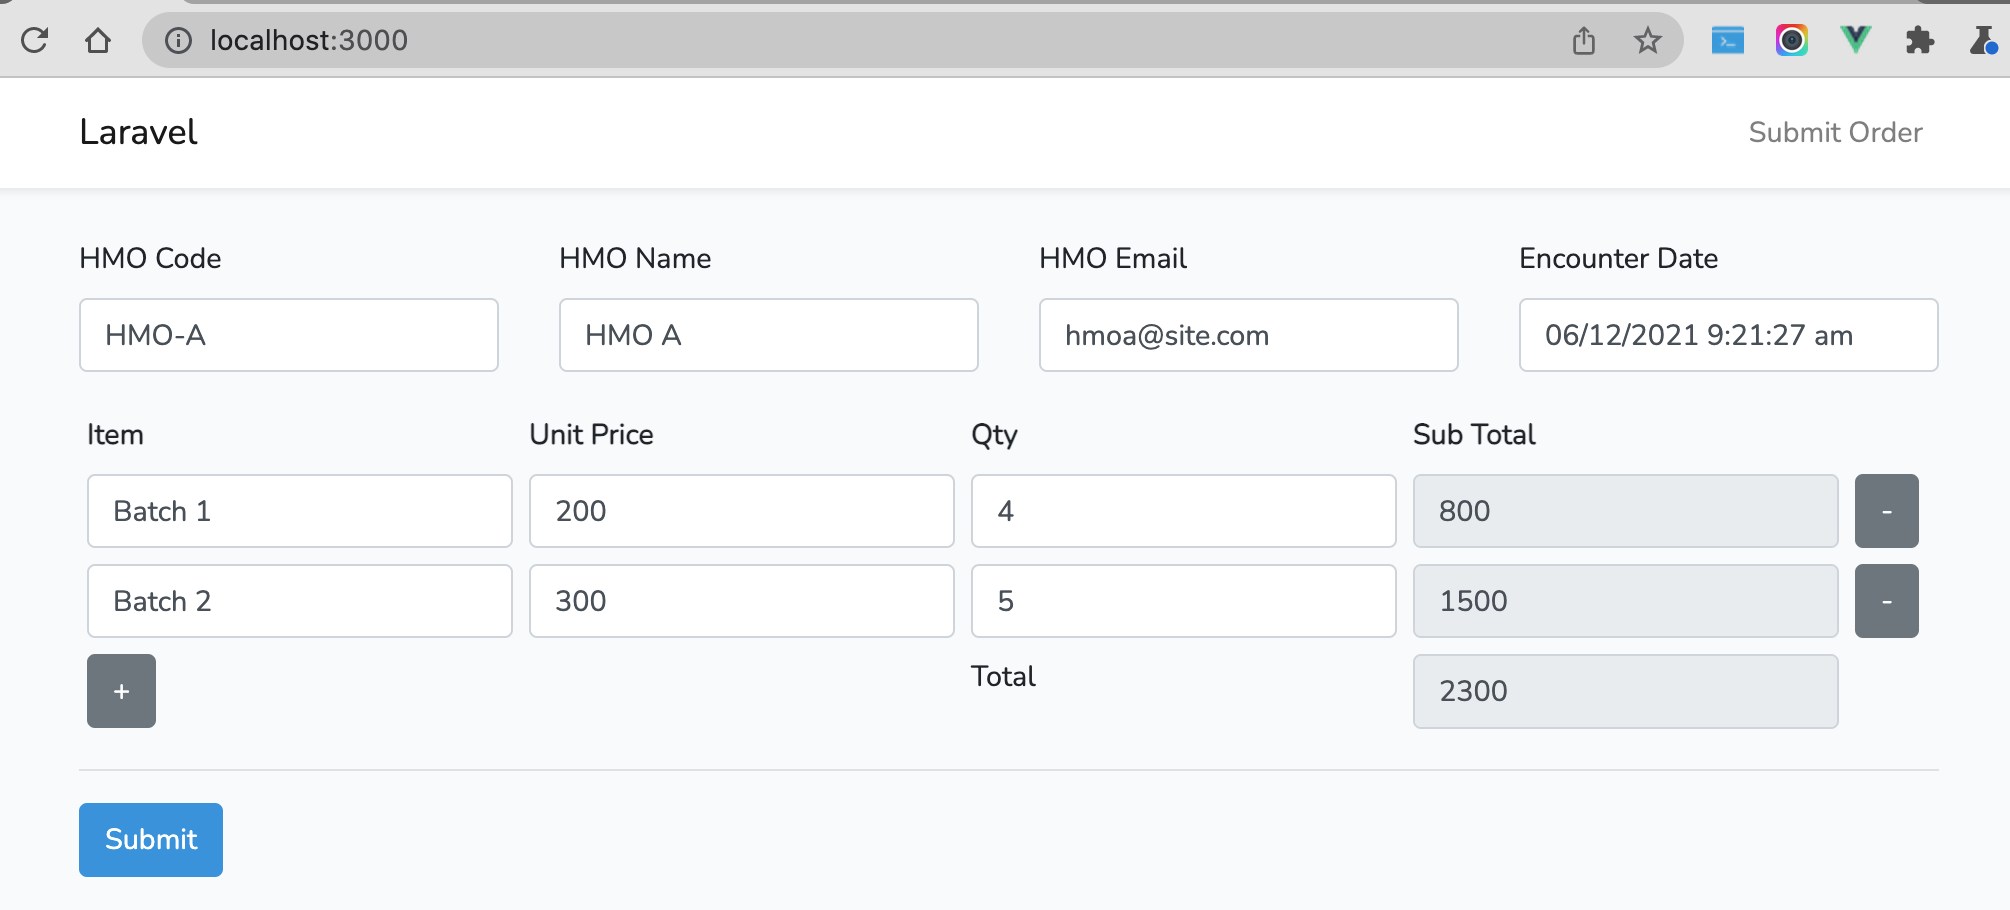 localhost:3000
Laravel Submit Order
HMO Code HMO Name HMO Email Encounter Date
HMO-A HMO A hmoa@site.com 06/12/2021 9:21:27 am
Item Unit Price Qty Sub Total
Batch 1 200 4 800 -
Batch 2 300 5 1500 -
+ Total 2300
Submit